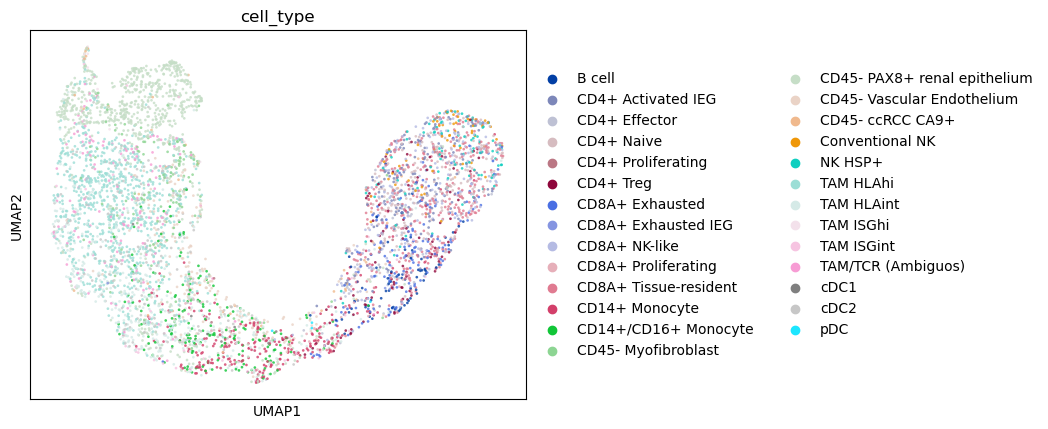 cell_type
UMAP2
UMAP1
B cell
CD4+ Activated IEG
CD4+ Effector
CD4+ Naive
CD4+ Proliferating
CD4+ Treg
CD8A+ Exhausted
CD8A+ Exhausted IEG
CD8A+ NK-like
CD8A+ Proliferating
CD8A+ Tissue-resident
CD14+ Monocyte
CD14+/CD16+ Monocyte
CD45- Myofibroblast
CD45- PAX8+ renal epithelium
CD45- Vascular Endothelium
CD45- ccRCC CA9+
Conventional NK
NK HSP+
TAM HLAhi
TAM HLAint
TAM ISGhi
TAM ISGint
TAM/TCR (Ambiguos)
cDC1
cDC2
pDC